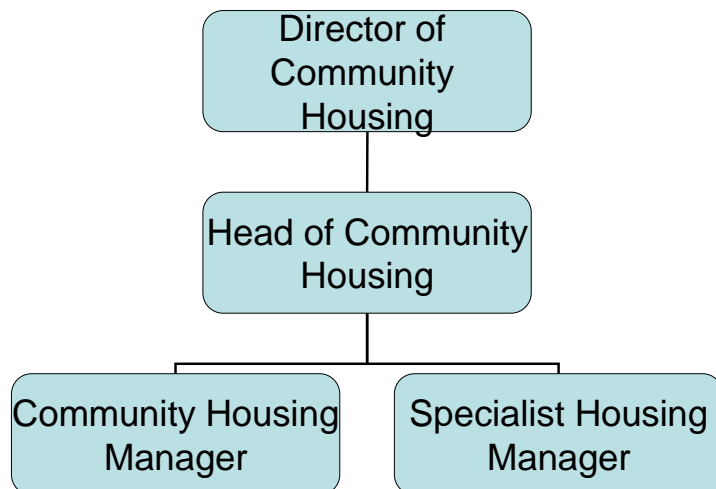 Director of
Community
Housing
Head of Community
Housing
Community Housing
Manager
Specialist Housing
Manager